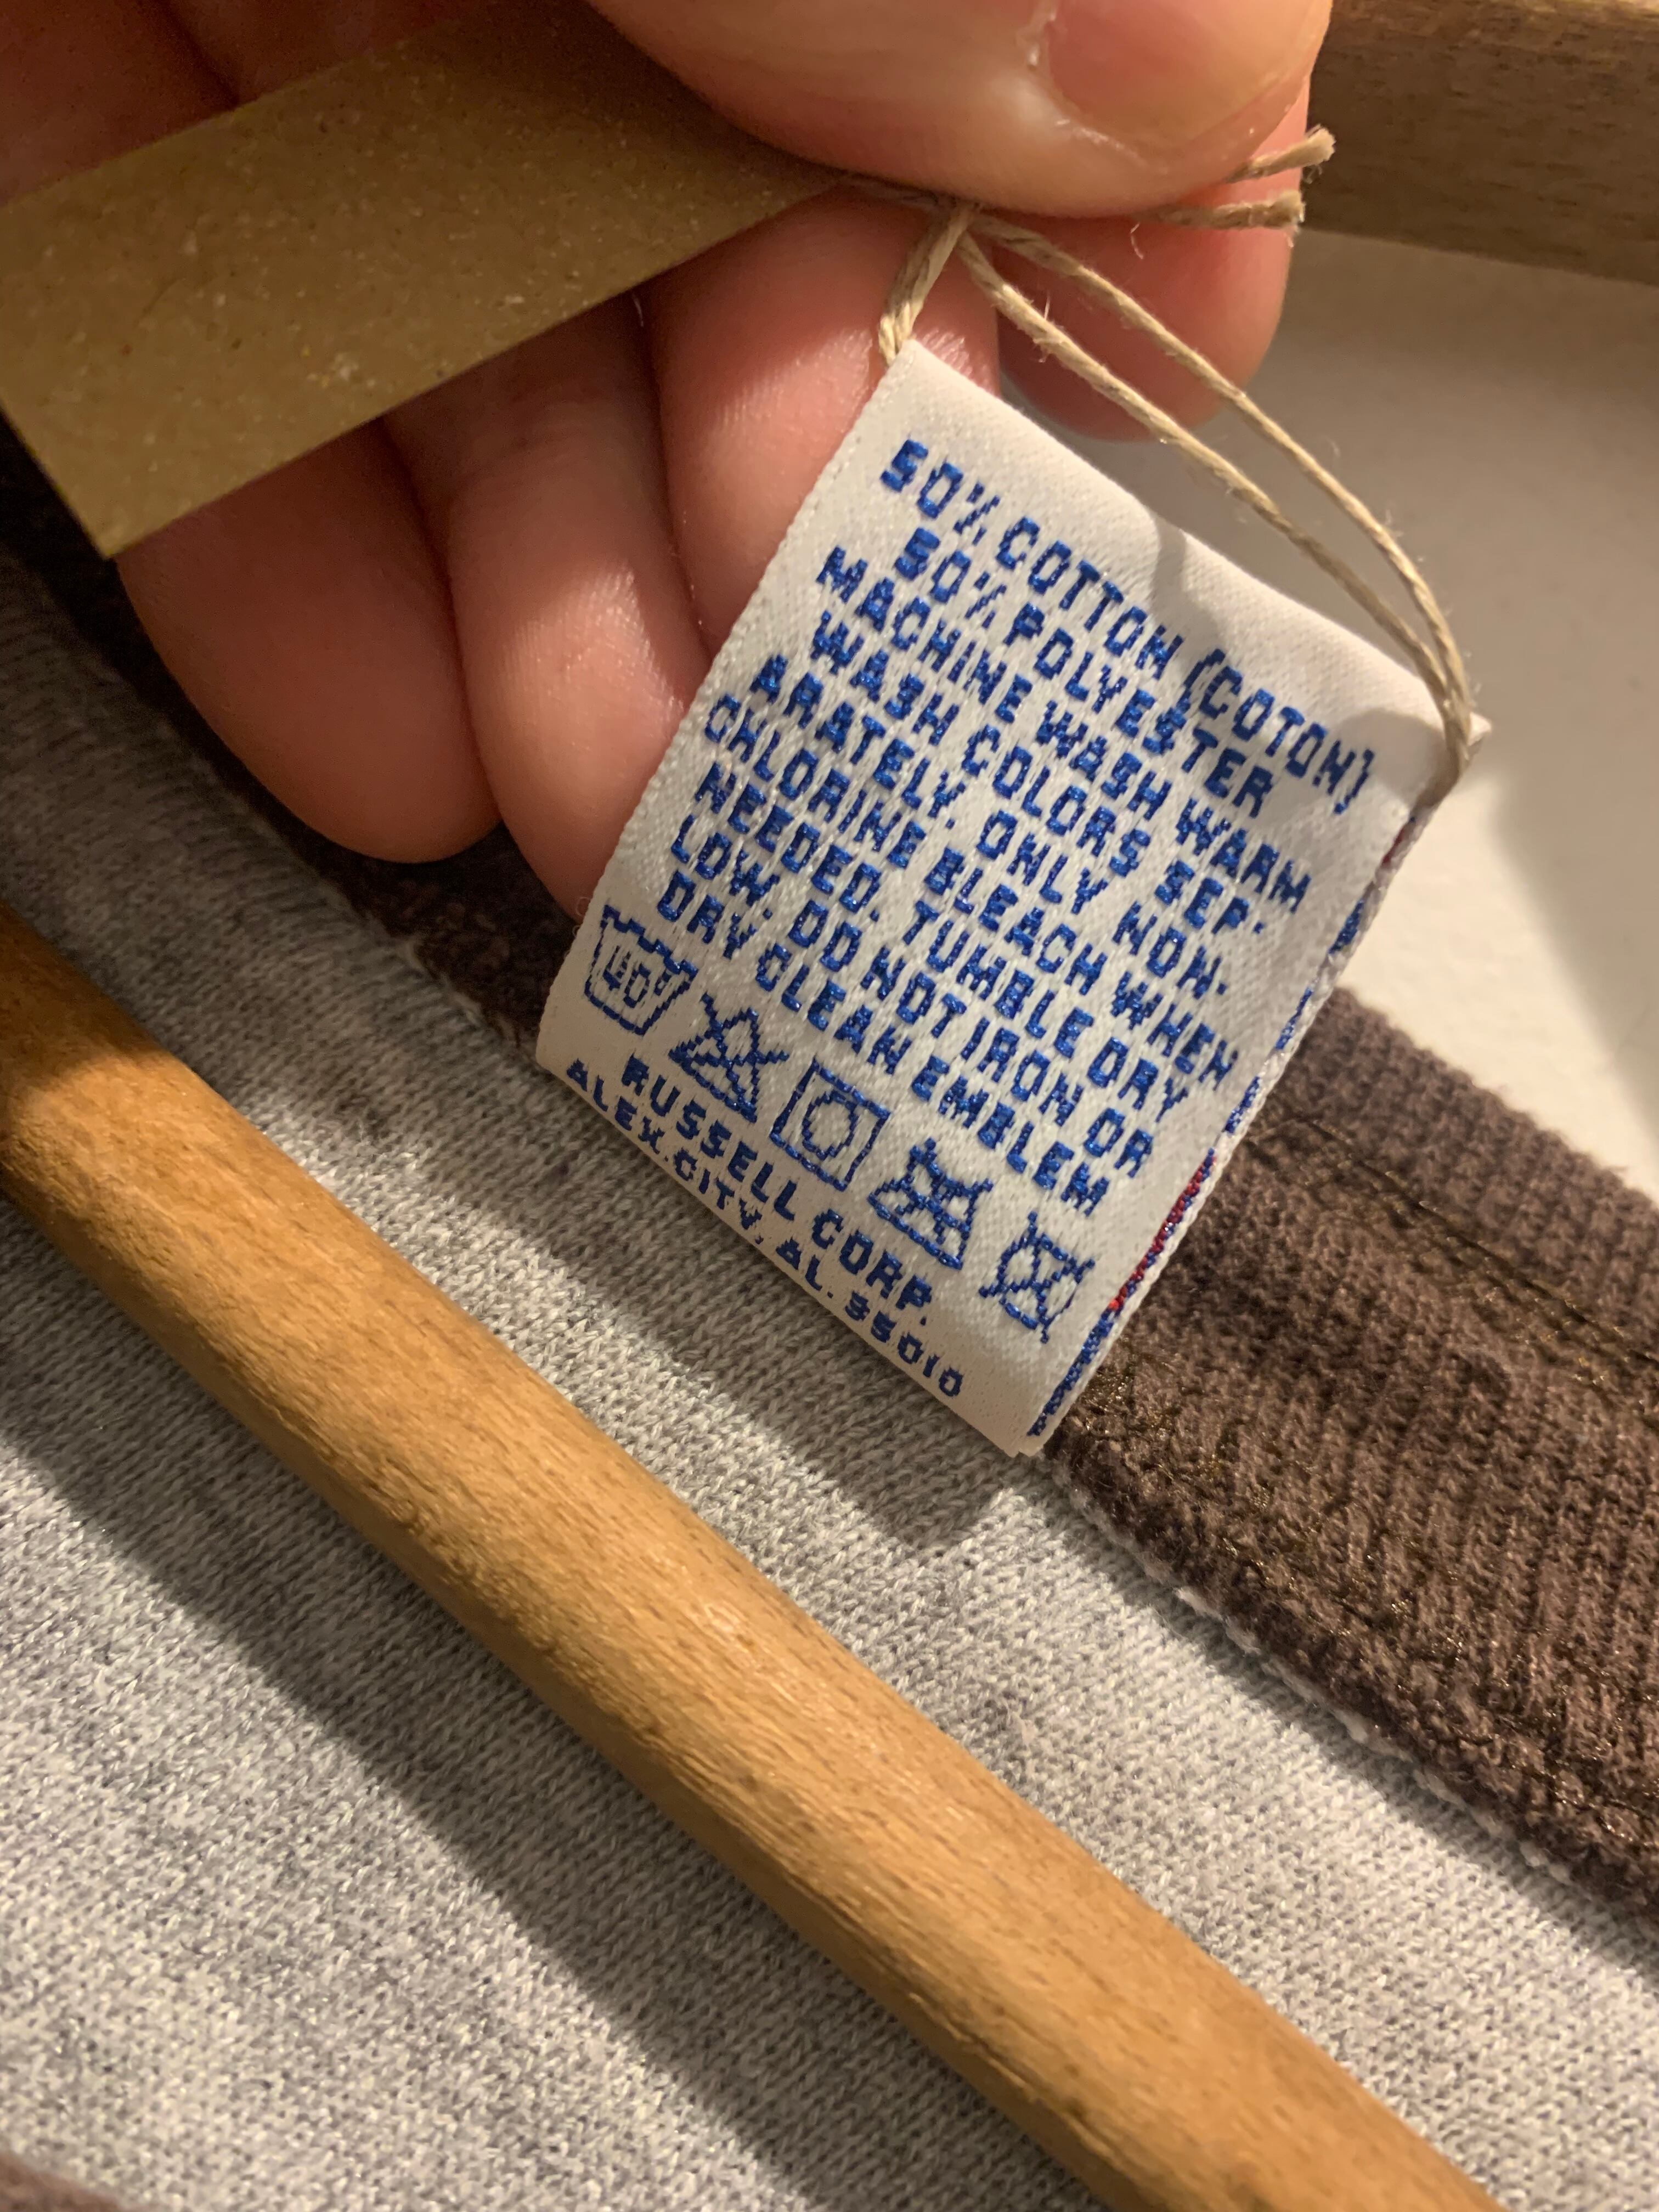 50% COTTON (COTON)
50% POLYESTER
MACHINE WASH WARM
WASH COLORS SEP-
ARATELY. ONLY NON-
CHLORINE BLEACH WHEN
NEEDED. TUMBLE DRY
LOW. DO NOT IRON OR
DRY CLEAN EMBLEM
40°
RUSSELL CORP.
ALEX.CITY, AL. 35010